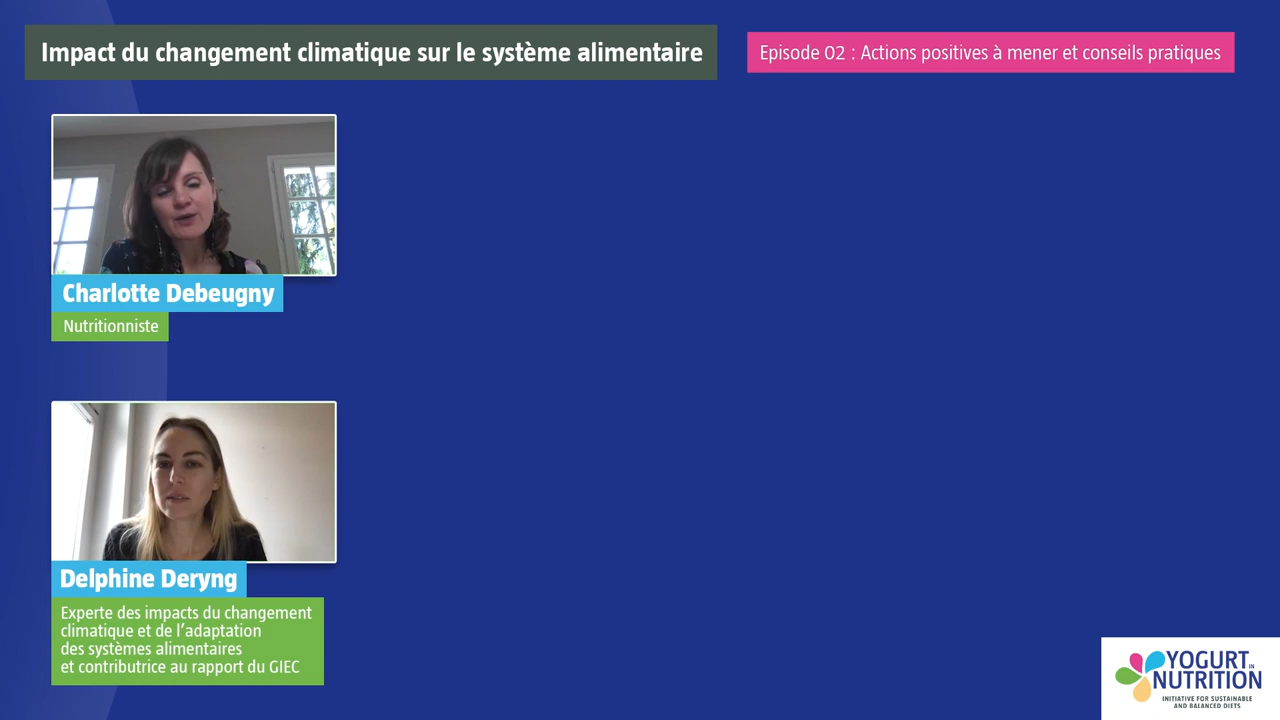 Impact du changement climatique sur le système alimentaire
Episode 02 : Actions positives à mener et conseils pratiques
Charlotte Debeugny
Nutritionniste
Delphine Deryng
Experte des impacts du changement
climatique et de l’adaptation
des systèmes alimentaires
et contributrice au rapport du GIEC
YOGURT IN
NUTRITION
INITIATIVE FOR SUSTAINABLE
AND BALANCED DIETS